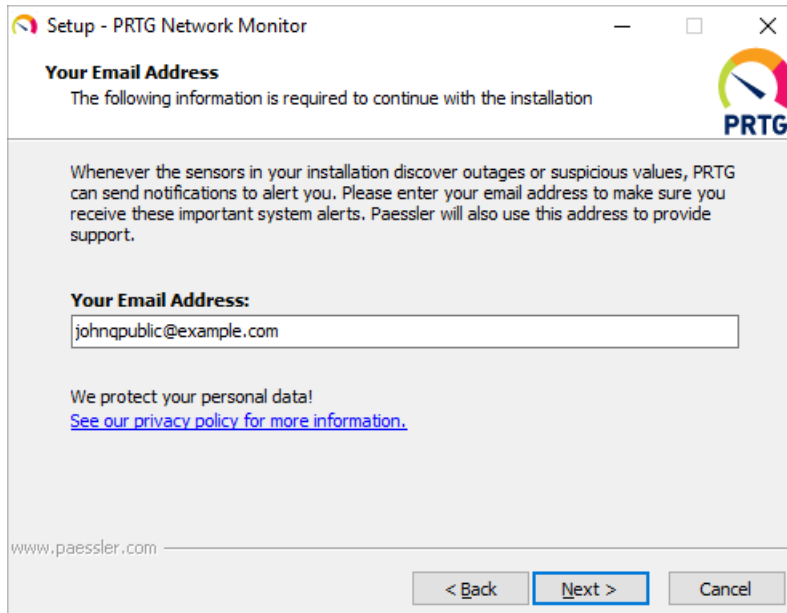 Setup - PRTG Network Monitor
Your Email Address
The following information is required to continue with the installation
PRTG
Whenever the sensors in your installation discover outages or suspicious values, PRTG
can send notifications to alert you. Please enter your email address to make sure you
receive these important system alerts. Paessler will also use this address to provide
support.
Your Email Address:
johnqpublic@example.com
We protect your personal data!
See our privacy policy for more information.
www.paessler.com
< Back
Next >
Cancel